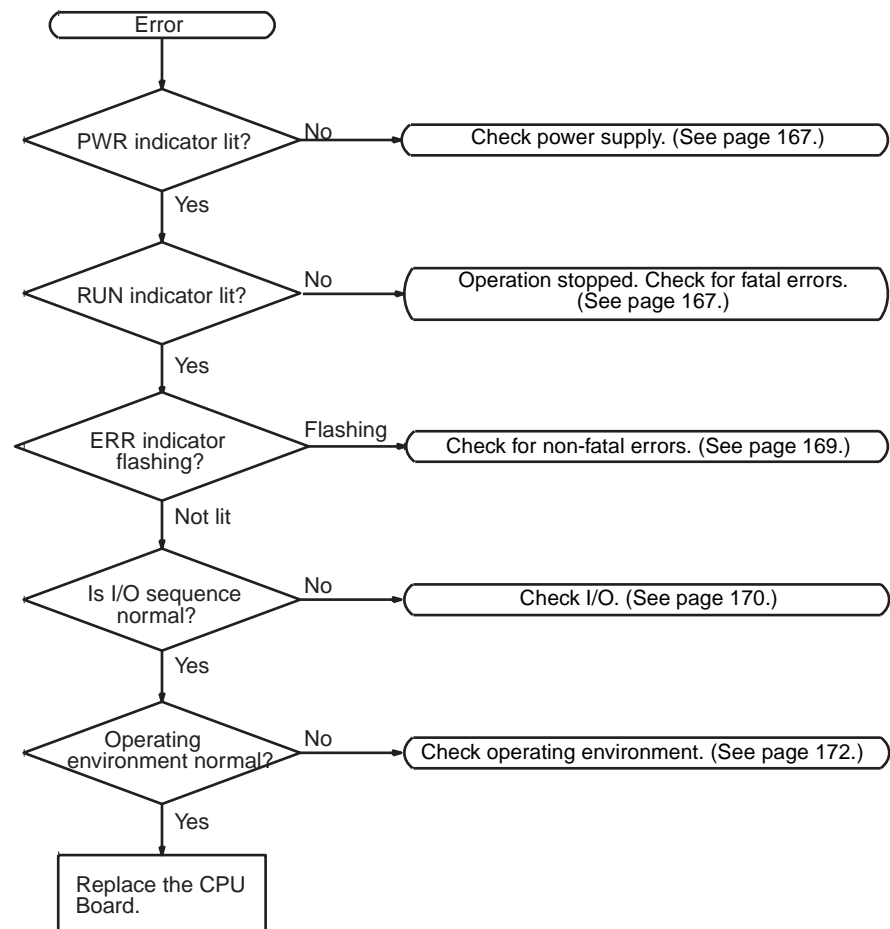 Error
PWR indicator lit?
No
Check power supply. (See page 167.)
Yes
RUN indicator lit?
No
Operation stopped. Check for fatal errors.
(See page 167.)
Yes
ERR indicator
flashing?
Flashing
Check for non-fatal errors. (See page 169.)
Not lit
Is I/O sequence
normal?
No
Check I/O. (See page 170.)
Yes
Operating
environment normal?
No
Check operating environment. (See page 172.)
Yes
Replace the CPU
Board.